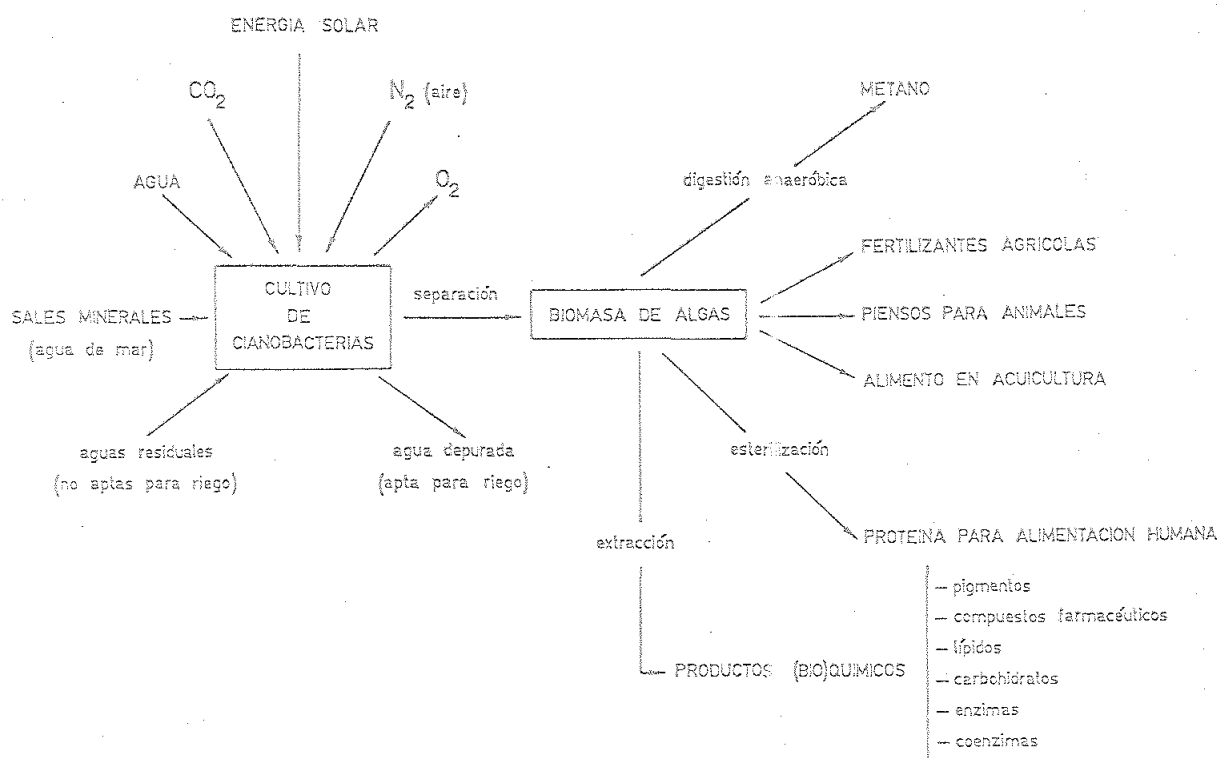 ENERGIA SOLAR
CO2
N2 (aire)
AGUA
O2
SALES MINERALES
(agua de mar)
CULTIVO
DE
CIANOBACTERIAS
aguas residuales
(no aptas para riego)
agua depurada
(apta para riego)
separación
BIOMASA DE ALGAS
METANO
digestión anaeróbica
FERTILIZANTES AGRICOLAS
PIENSOS PARA ANIMALES
ALIMENTO EN ACUICULTURA
esterilización
PROTEINA PARA ALIMENTACION HUMANA
extracción
PRODUCTOS (BIO)QUIMICOS
– pigmentos
– compuestos farmacéuticos
– lípidos
– carbohidratos
– enzimas
– coenzimas